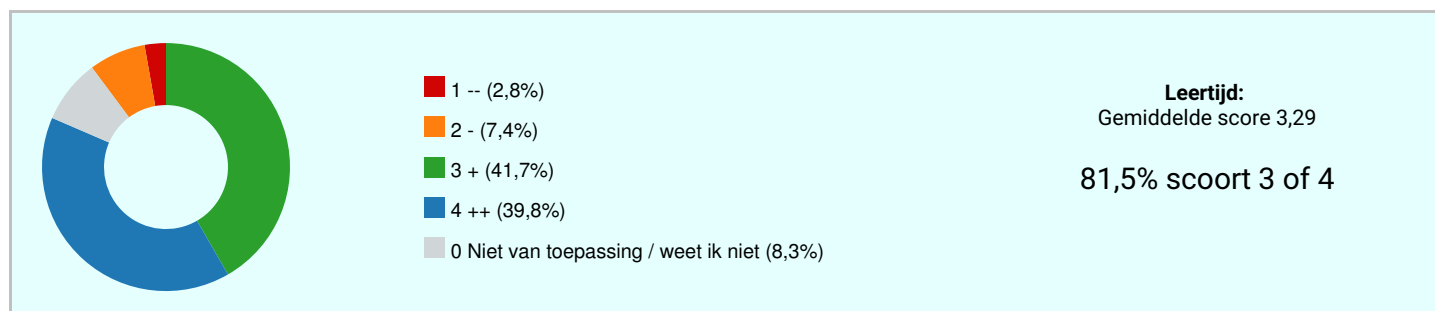 1 -- (2,8%)
2 - (7,4%)
3 + (41,7%)
4 ++ (39,8%)
0 Niet van toepassing / weet ik niet (8,3%)
Leertijd:
Gemiddelde score 3,29
81,5% scoort 3 of 4